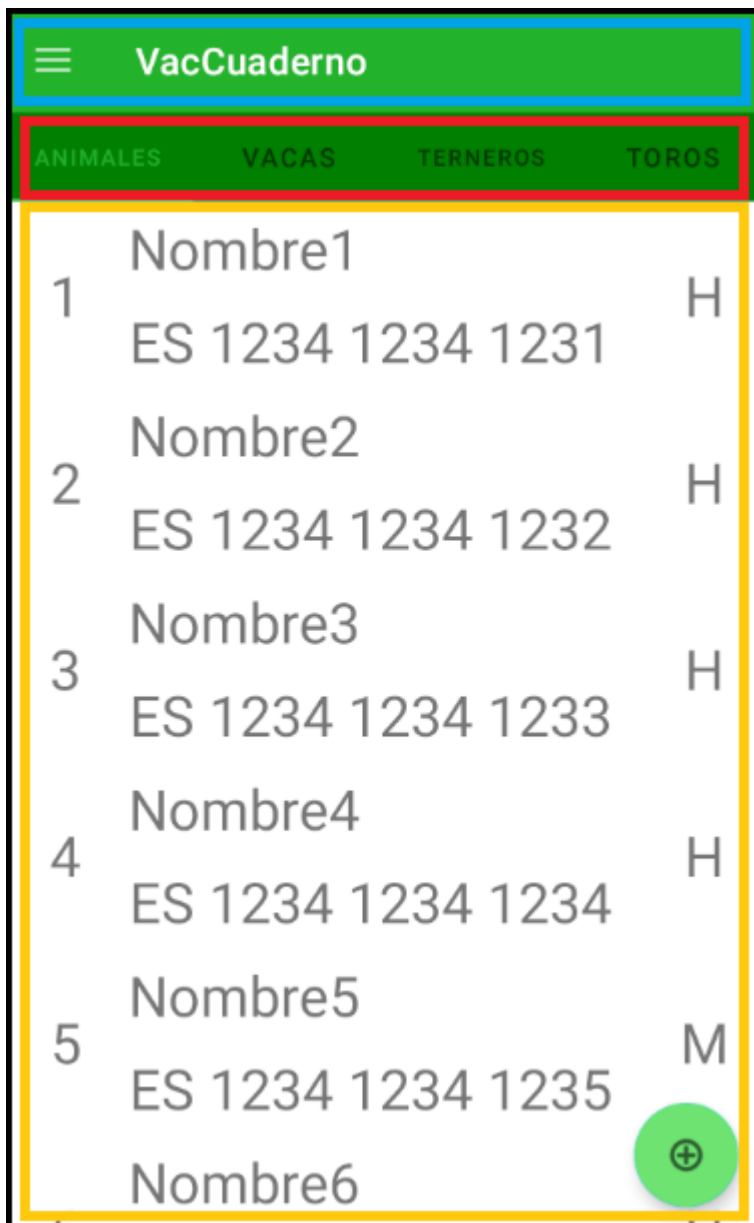 VacCuaderno
ANIMALES VACAS TERNEROS TOROS
Nombre1
1 H
ES 1234 1234 1231
Nombre2
2 H
ES 1234 1234 1232
Nombre3
3 H
ES 1234 1234 1233
Nombre4
4 H
ES 1234 1234 1234
Nombre5
5 M
ES 1234 1234 1235
Nombre6